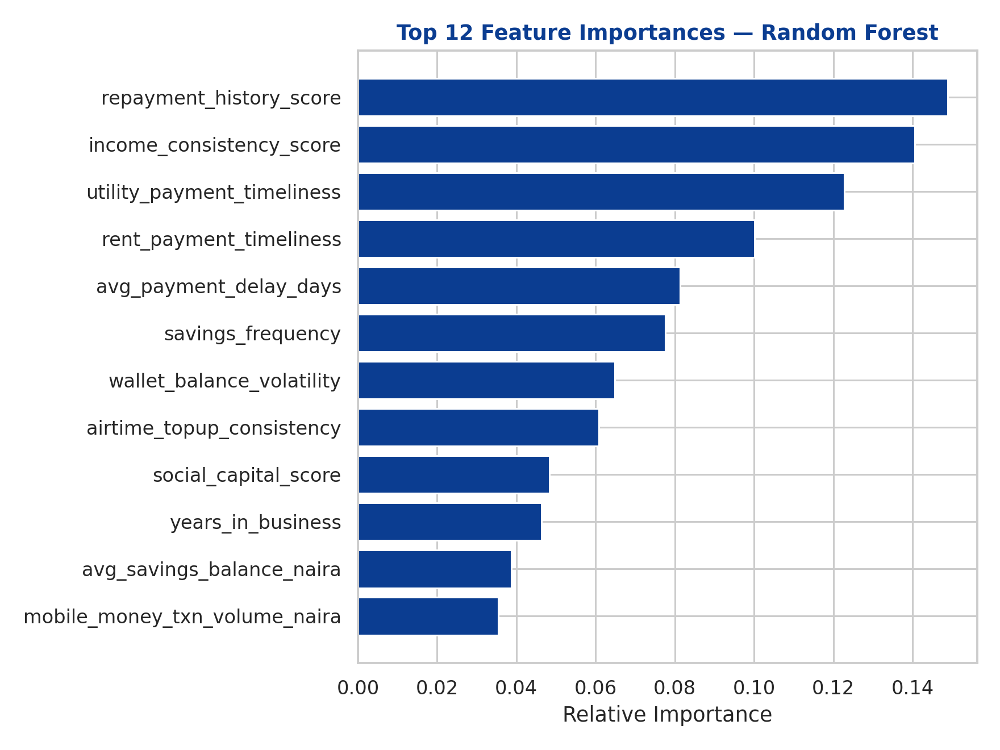 Top 12 Feature Importances — Random Forest
repayment_history_score
income_consistency_score
utility_payment_timeliness
rent_payment_timeliness
avg_payment_delay_days
savings_frequency
wallet_balance_volatility
airtime_topup_consistency
social_capital_score
years_in_business
avg_savings_balance_naira
mobile_money_txn_volume_naira
0.00 0.02 0.04 0.06 0.08 0.10 0.12 0.14
Relative Importance